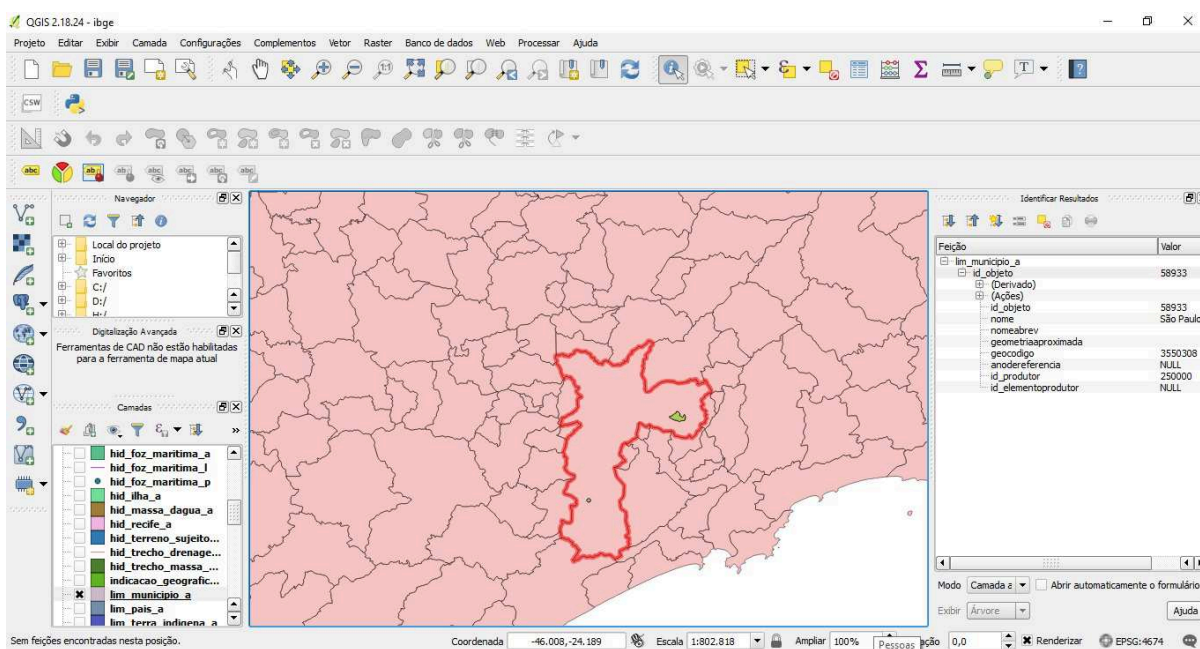 QGIS 2.18.24 - ibge
Projeto Editar Exibir Camada Configurações Complementos Vetor Raster Banco de dados Web Processar Ajuda
CSW
abc
Navegador
Local do projeto
Início
Favoritos
C:/
D:/
H:/
Digitalização Avançada
Ferramentas de CAD não estão habilitadas
para a ferramenta de mapa atual
Camadas
hid_foz_maritima_a
hid_foz_maritima_l
hid_foz_maritima_p
hid_ilha_a
hid_massa_dagua_a
hid_recife_a
hid_terreno_sujeito...
hid_trecho_drenage...
hid_trecho_massa_...
indicacao_geografic...
lim_municipio_a
lim_pais_a
lim_terra_indigena_a
Identificar Resultados
Feição Valor
lim_municipio_a
id_objeto 58933
(Derivado)
(Ações)
id_objeto 58933
nome São Paulo
nomeabrev
geometriaaproximada
geocodigo 3550308
anodereferencia NULL
id_produtor 250000
id_elementoprodutor NULL
Modo Camada a Abrir automaticamente o formulário
Exibir Árvore Ajuda
Sem feições encontradas nesta posição. Coordenada -46.008,-24.189 Escala 1:802.818 Ampliar 100% Pessoas ação 0,0 Renderizar EPSG:4674